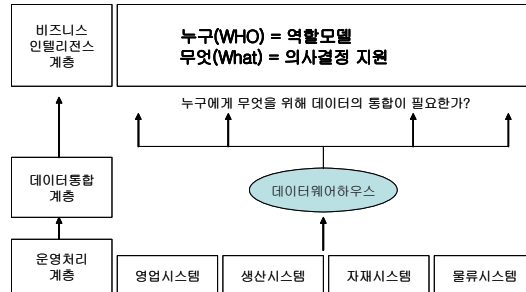 비즈니스
인텔리전스
계층
누구(WHO) = 역할모델
무엇(What) = 의사결정 지원
누구에게 무엇을 위해 데이터의 통합이 필요한가?
데이터통합
계층
데이터웨어하우스
운영처리
계층
영업시스템
생산시스템
자재시스템
물류시스템